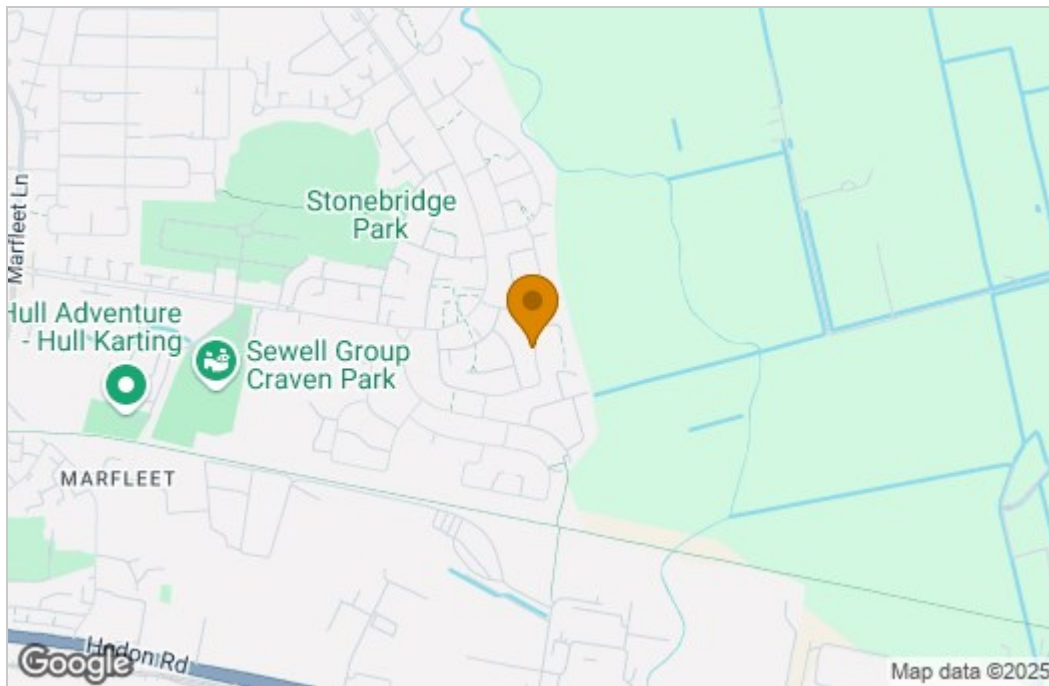 Stonebridge
Park
Marfleet Ln
Hull Adventure
- Hull Karting
Sewell Group
Craven Park
MARFLEET
Hedon Rd
Google
Map data ©2025